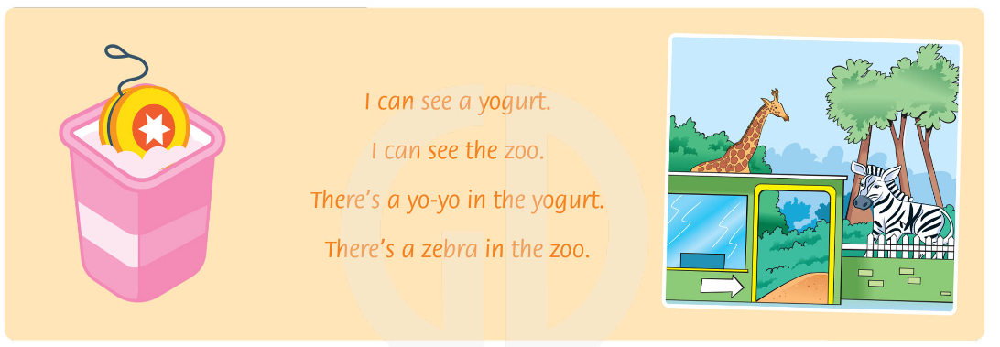 I can see a yogurt.
I can see the zoo.
There's a yo-yo in the yogurt.
There's a zebra in the zoo.